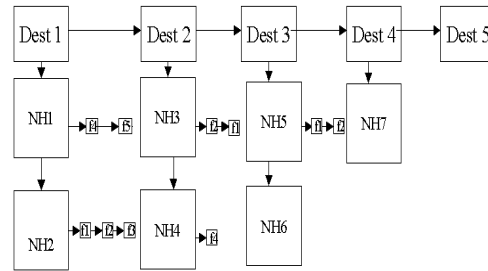 Dest 1 Dest 2 Dest 3 Dest 4 Dest 5
NH1 f4 f5 NH3 f2 f1 NH5 f1 f2 NH7
NH2 f1 f2 f3 NH4 f4 NH6